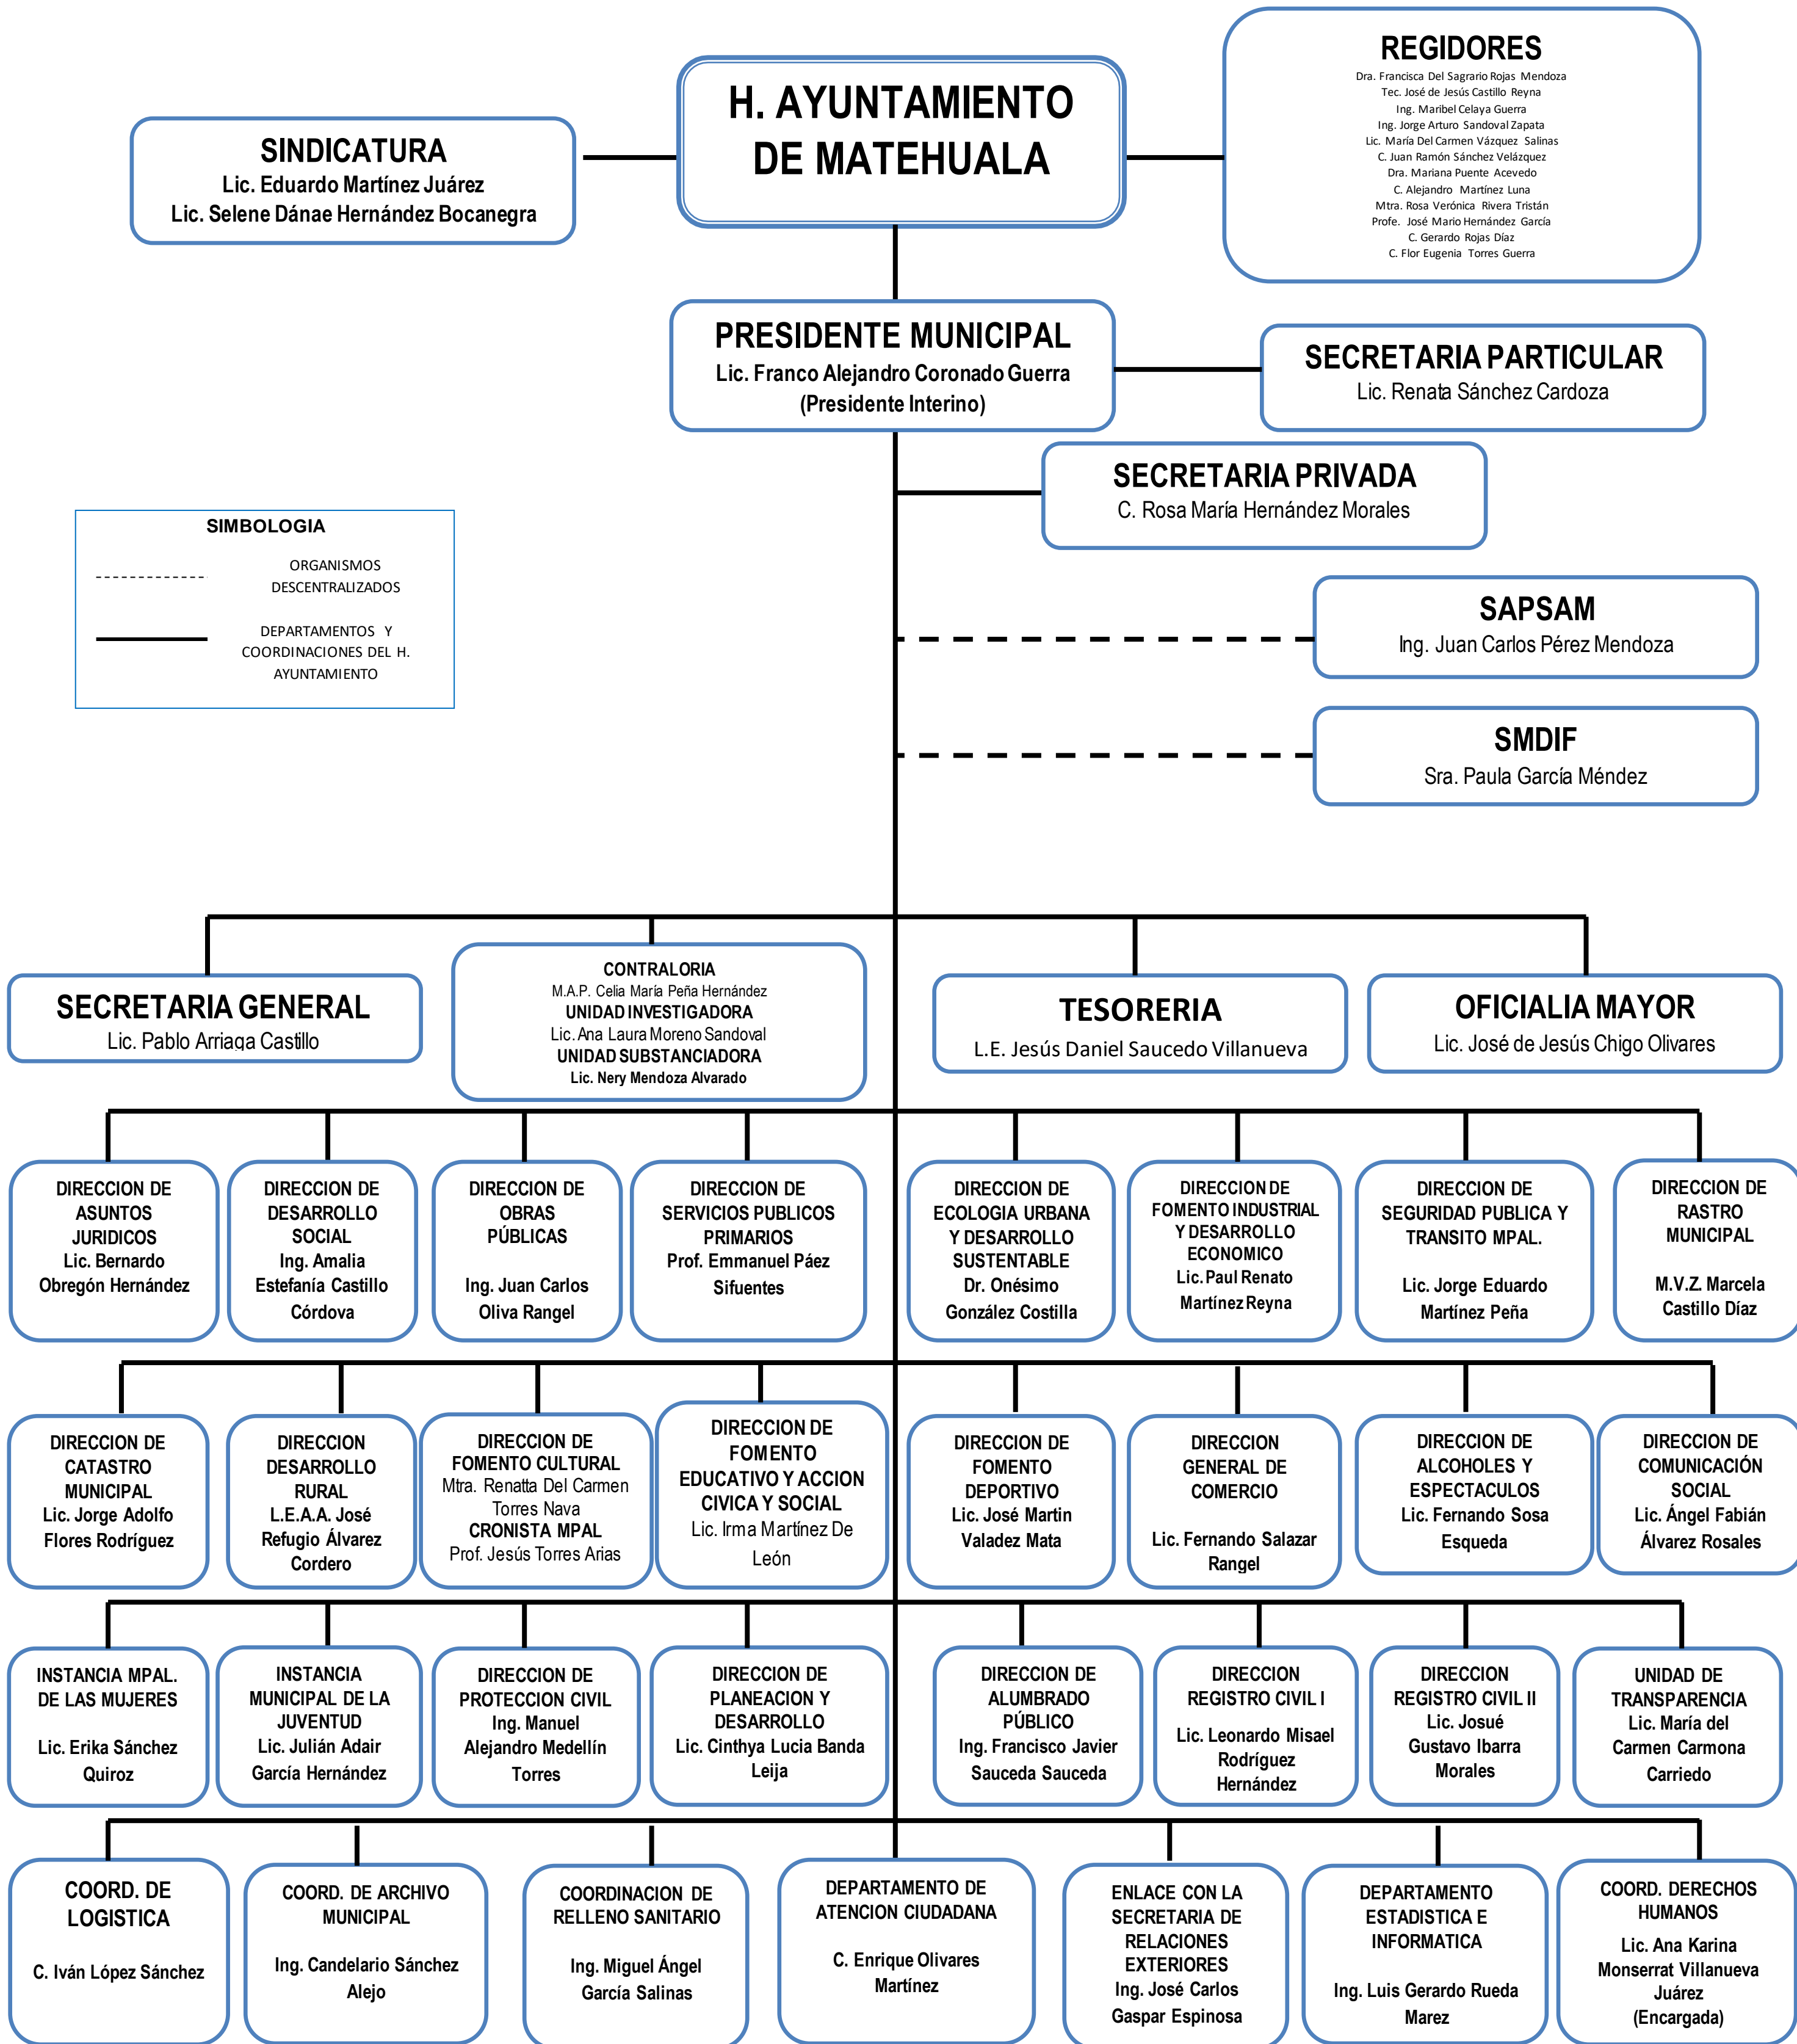 H. AYUNTAMIENTO
DE MATEHUALA
SINDICATURA
Lic. Eduardo Martínez Juárez
Lic. Selene Dánae Hernández Bocanegra
REGIDORES
Dra. Francisca Del Sagrario Rojas Mendoza
Tec. José de Jesús Castillo Reyna
Ing. Maribel Celaya Guerra
Ing. Jorge Arturo Sandoval Zapata
Lic. María Del Carmen Vázquez Salinas
C. Juan Ramón Sánchez Velázquez
Dra. Mariana Puente Acevedo
C. Alejandro Martínez Luna
Mtra. Rosa Verónica Rivera Tristán
Profe. José Mario Hernández García
C. Gerardo Rojas Díaz
C. Flor Eugenia Torres Guerra
PRESIDENTE MUNICIPAL
Lic. Franco Alejandro Coronado Guerra
(Presidente Interino)
SECRETARIA PARTICULAR
Lic. Renata Sánchez Cardoza
SECRETARIA PRIVADA
C. Rosa María Hernández Morales
SIMBOLOGIA
ORGANISMOS
DESCENTRALIZADOS
DEPARTAMENTOS Y
COORDINACIONES DEL H.
AYUNTAMIENTO
SAPSAM
Ing. Juan Carlos Pérez Mendoza
SMDIF
Sra. Paula García Méndez
SECRETARIA GENERAL
Lic. Pablo Arriaga Castillo
CONTRALORIA
M.A.P. Celia María Peña Hernández
UNIDAD INVESTIGADORA
Lic. Ana Laura Moreno Sandoval
UNIDAD SUBSTANCIADORA
Lic. Nery Mendoza Alvarado
TESORERIA
L.E. Jesús Daniel Saucedo Villanueva
OFICIALIA MAYOR
Lic. José de Jesús Chigo Olivares
DIRECCION DE
ASUNTOS
JURIDICOS
Lic. Bernardo
Obregón Hernández
DIRECCION DE
DESARROLLO
SOCIAL
Ing. Amalia
Estefanía Castillo
Córdova
DIRECCION DE
OBRAS
PÚBLICAS
Ing. Juan Carlos
Oliva Rangel
DIRECCION DE
SERVICIOS PUBLICOS
PRIMARIOS
Prof. Emmanuel Páez
Sifuentes
DIRECCION DE
ECOLOGIA URBANA
Y DESARROLLO
SUSTENTABLE
Dr. Onésimo
González Costilla
DIRECCION DE
FOMENTO INDUSTRIAL
Y DESARROLLO
ECONOMICO
Lic. Paul Renato
Martínez Reyna
DIRECCION DE
SEGURIDAD PUBLICA Y
TRANSITO MPAL.
Lic. Jorge Eduardo
Martínez Peña
DIRECCION DE
RASTRO
MUNICIPAL
M.V.Z. Marcela
Castillo Díaz
DIRECCION DE
CATASTRO
MUNICIPAL
Lic. Jorge Adolfo
Flores Rodríguez
DIRECCION
DESARROLLO
RURAL
L.E.A.A. José
Refugio Álvarez
Cordero
DIRECCION DE
FOMENTO CULTURAL
Mtra. Renatta Del Carmen
Torres Nava
CRONISTA MPAL
Prof. Jesús Torres Arias
DIRECCION DE
FOMENTO
EDUCATIVO Y ACCION
CIVICA Y SOCIAL
Lic. Irma Martínez De
León
DIRECCION DE
FOMENTO
DEPORTIVO
Lic. José Martin
Valadez Mata
DIRECCION
GENERAL DE
COMERCIO
Lic. Fernando Salazar
Rangel
DIRECCION DE
ALCOHOLES Y
ESPECTACULOS
Lic. Fernando Sosa
Esqueda
DIRECCION DE
COMUNICACIÓN
SOCIAL
Lic. Ángel Fabián
Álvarez Rosales
INSTANCIA MPAL.
DE LAS MUJERES
Lic. Erika Sánchez
Quiroz
INSTANCIA
MUNICIPAL DE LA
JUVENTUD
Lic. Julián Adair
García Hernández
DIRECCION DE
PROTECCION CIVIL
Ing. Manuel
Alejandro Medellín
Torres
DIRECCION DE
PLANEACION Y
DESARROLLO
Lic. Cinthya Lucia Banda
Leija
DIRECCION DE
ALUMBRADO
PÚBLICO
Ing. Francisco Javier
Sauceda Sauceda
DIRECCION
REGISTRO CIVIL I
Lic. Leonardo Misael
Rodríguez
Hernández
DIRECCION
REGISTRO CIVIL II
Lic. Josué
Gustavo Ibarra
Morales
UNIDAD DE
TRANSPARENCIA
Lic. María del
Carmen Carmona
Carriedo
COORD. DE
LOGISTICA
C. Iván López Sánchez
COORD. DE ARCHIVO
MUNICIPAL
Ing. Candelario Sánchez
Alejo
COORDINACION DE
RELLENO SANITARIO
Ing. Miguel Ángel
García Salinas
DEPARTAMENTO DE
ATENCION CIUDADANA
C. Enrique Olivares
Martínez
ENLACE CON LA
SECRETARIA DE
RELACIONES
EXTERIORES
Ing. José Carlos
Gaspar Espinosa
DEPARTAMENTO
ESTADISTICA E
INFORMATICA
Ing. Luis Gerardo Rueda
Marez
COORD. DERECHOS
HUMANOS
Lic. Ana Karina
Monserrat Villanueva
Juárez
(Encargada)